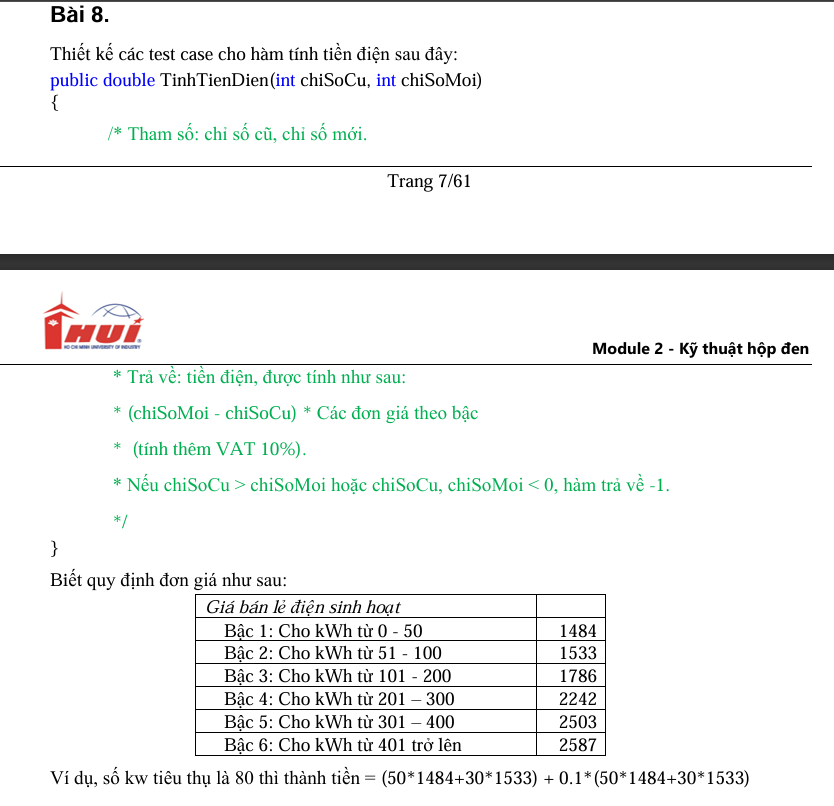 Bài 8.
Thiết kế các test case cho hàm tính tiền điện sau đây:
public double TinhTienDien(int chiSoCu, int chiSoMoi)
{
/* Tham số: chỉ số cũ, chỉ số mới.
Trang 7/61
HUI
HO CHI MINH UNIVERSITY OF INDUSTRY
Module 2 - Kỹ thuật hộp đen
* Trả về: tiền điện, được tính như sau:
* (chiSoMoi - chiSoCu) * Các đơn giá theo bậc
* (tính thêm VAT 10%).
* Nếu chiSoCu > chiSoMoi hoặc chiSoCu, chiSoMoi < 0, hàm trả về -1.
*/
}
Biết quy định đơn giá như sau:
Giá bán lẻ điện sinh hoạt
Bậc 1: Cho kWh từ 0 - 50 1484
Bậc 2: Cho kWh từ 51 - 100 1533
Bậc 3: Cho kWh từ 101 - 200 1786
Bậc 4: Cho kWh từ 201 – 300 2242
Bậc 5: Cho kWh từ 301 – 400 2503
Bậc 6: Cho kWh từ 401 trở lên 2587
Ví dụ, số kw tiêu thụ là 80 thì thành tiền = (50*1484+30*1533) + 0.1*(50*1484+30*1533)